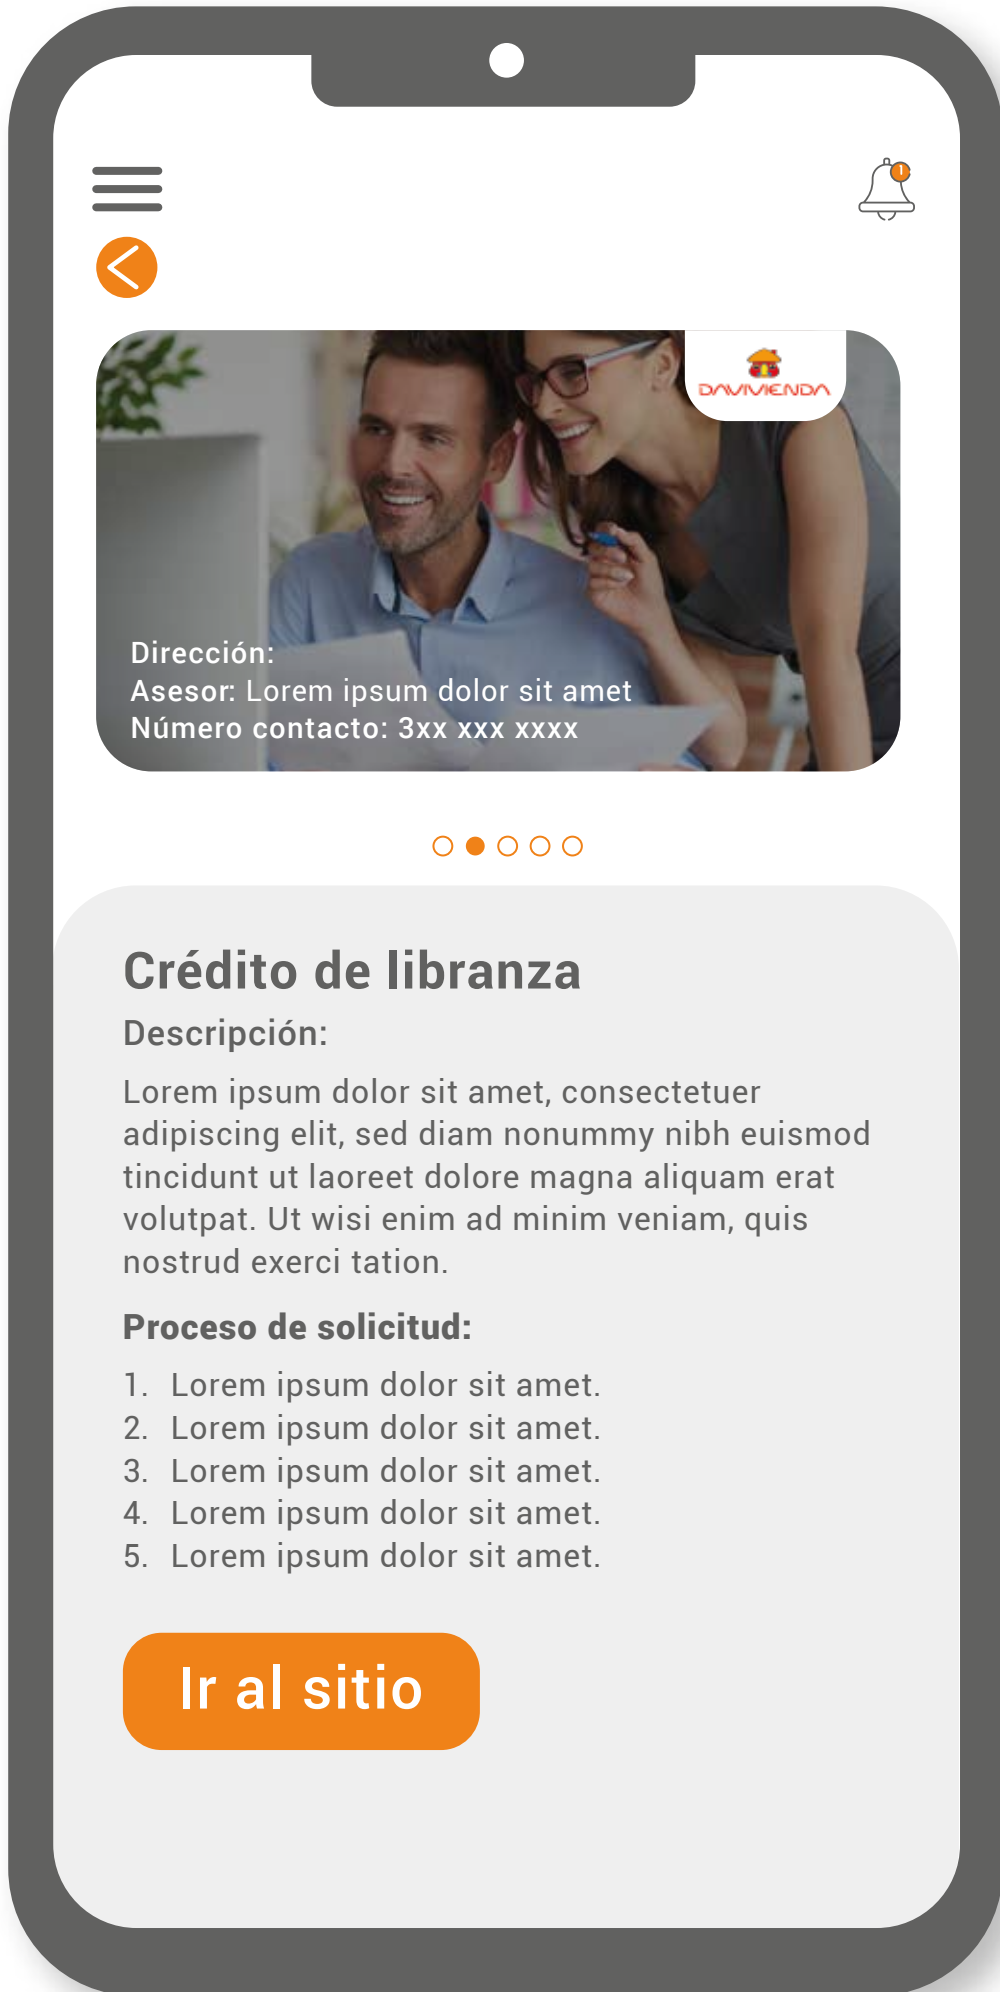 DAVIVIENDA
Dirección:
Asesor: Lorem ipsum dolor sit amet
Número contacto: 3xx xxx xxxx
Crédito de libranza
Descripción:
Lorem ipsum dolor sit amet, consectetuer
adipiscing elit, sed diam nonummy nibh euismod
tincidunt ut laoreet dolore magna aliquam erat
volutpat. Ut wisi enim ad minim veniam, quis
nostrud exerci tation.
Proceso de solicitud:
1. Lorem ipsum dolor sit amet.
2. Lorem ipsum dolor sit amet.
3. Lorem ipsum dolor sit amet.
4. Lorem ipsum dolor sit amet.
5. Lorem ipsum dolor sit amet.
Ir al sitio